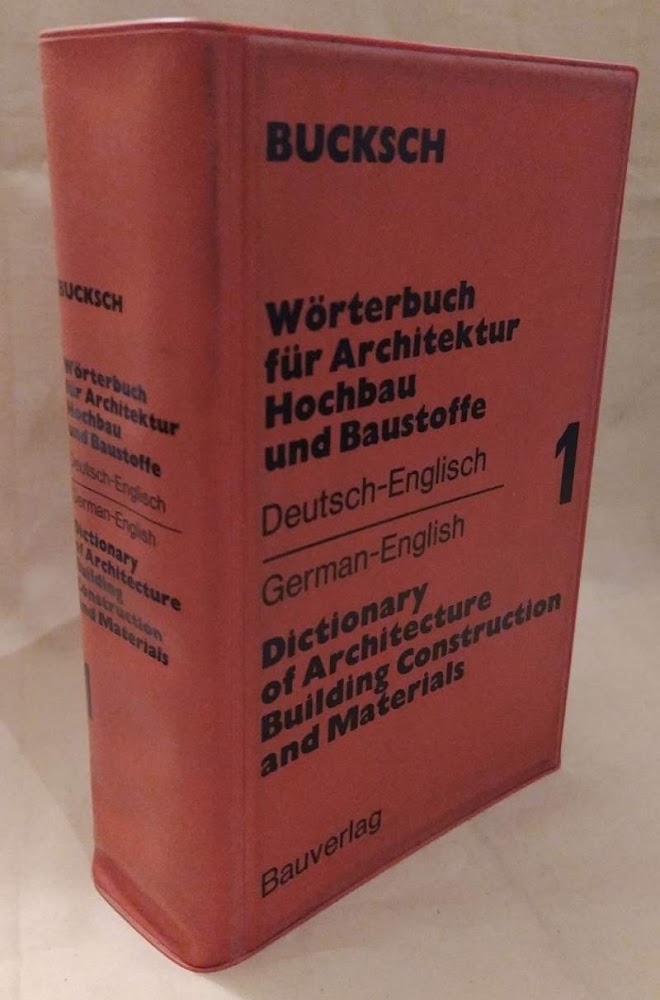 BUCKSCH
Wörterbuch
für Architektur
Hochbau
und Baustoffe
Deutsch-Englisch
German-English
Dictionary
of Architecture
Building Construction
and Materials
1
Bauverlag
BUCKSCH
Wörterbuch
für Architektur
Hochbau
und Baustoffe
Deutsch-Englisch
German-English
Dictionary
of Architecture
Building
Construction
and Materials
1